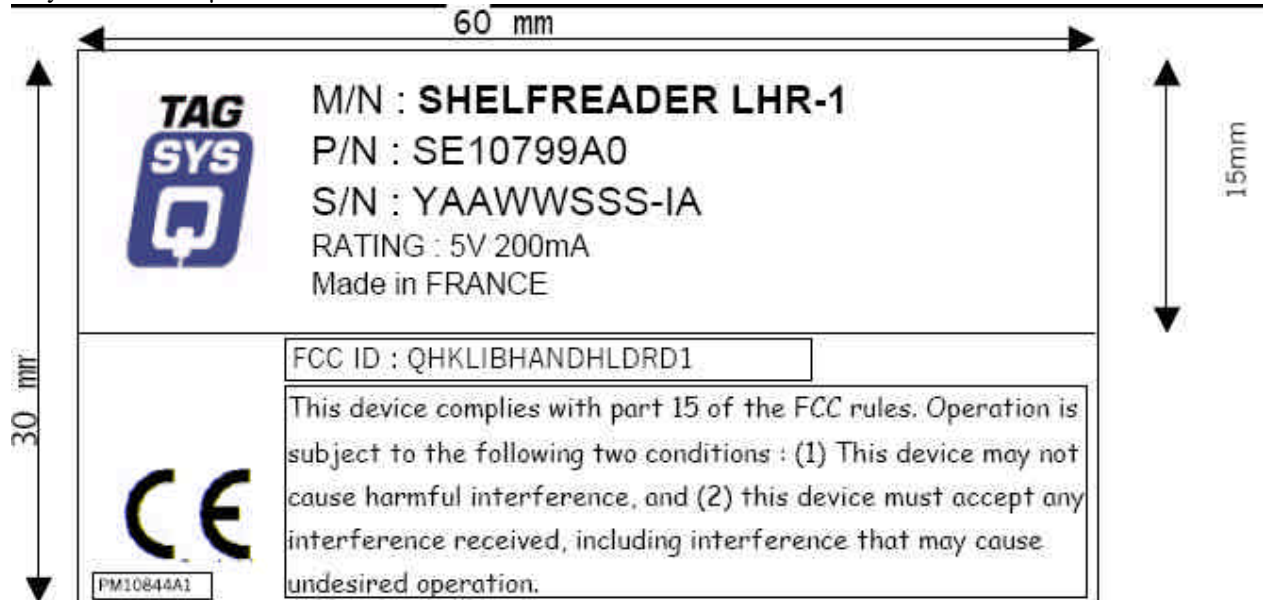 60 mm
TAG
SYS
M/N : SHELFREADER LHR-1
P/N : SE10799A0
S/N : YAAWWSSS-IA
RATING : 5V 200mA
Made in FRANCE
15mm
30 mm
FCC ID : QHKLIBHANDHLDRD1
This device complies with part 15 of the FCC rules. Operation is
subject to the following two conditions : (1) This device may not
cause harmful interference, and (2) this device must accept any
interference received, including interference that may cause
undesired operation.
CE
PM10844A1